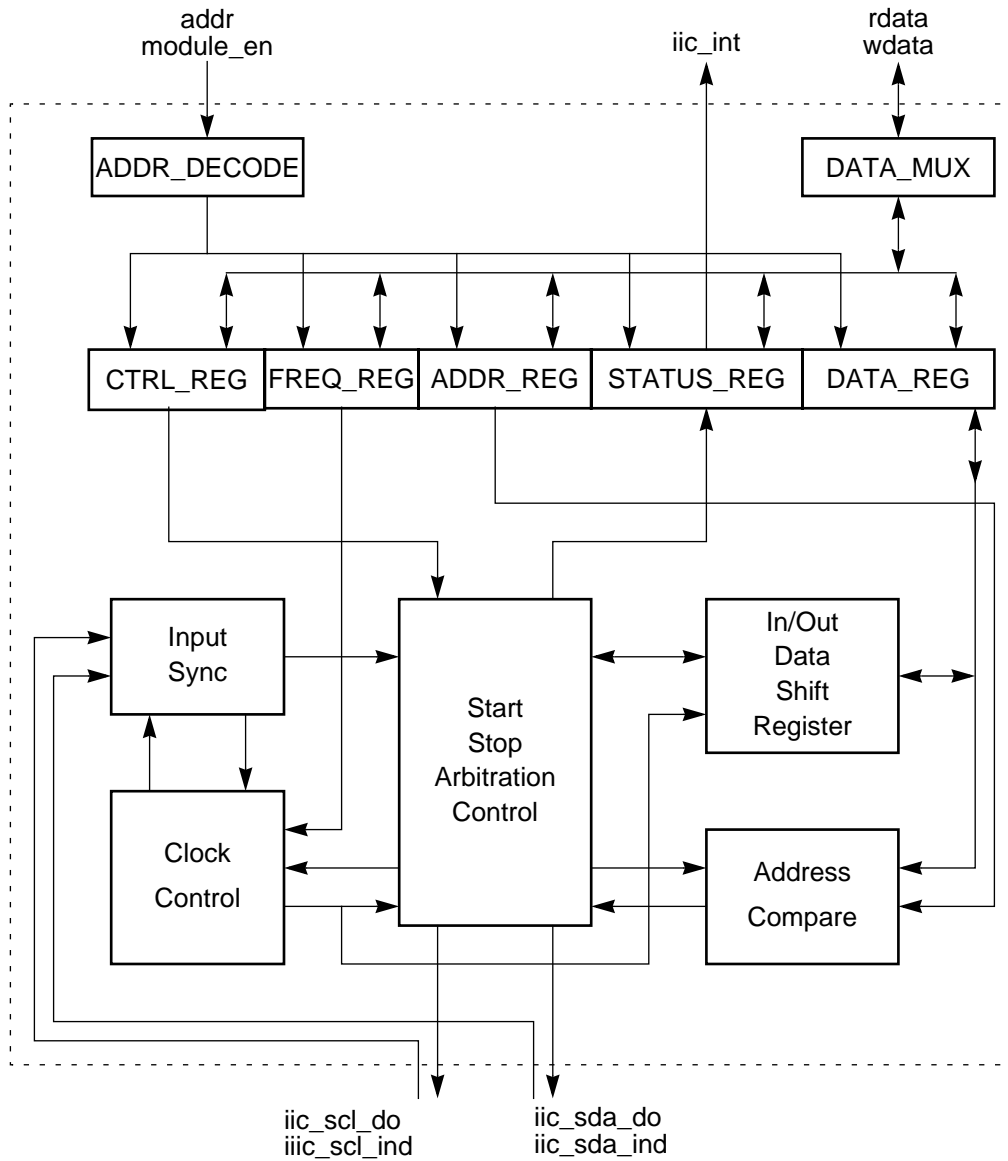 addr
module_en
iic_int
rdata
wdata
ADDR_DECODE
DATA_MUX
CTRL_REG
FREQ_REG
ADDR_REG
STATUS_REG
DATA_REG
Input
Sync
Start
Stop
Arbitration
Control
In/Out
Data
Shift
Register
Clock
Control
Address
Compare
iic_scl_do
iiic_scl_ind
iic_sda_do
iic_sda_ind